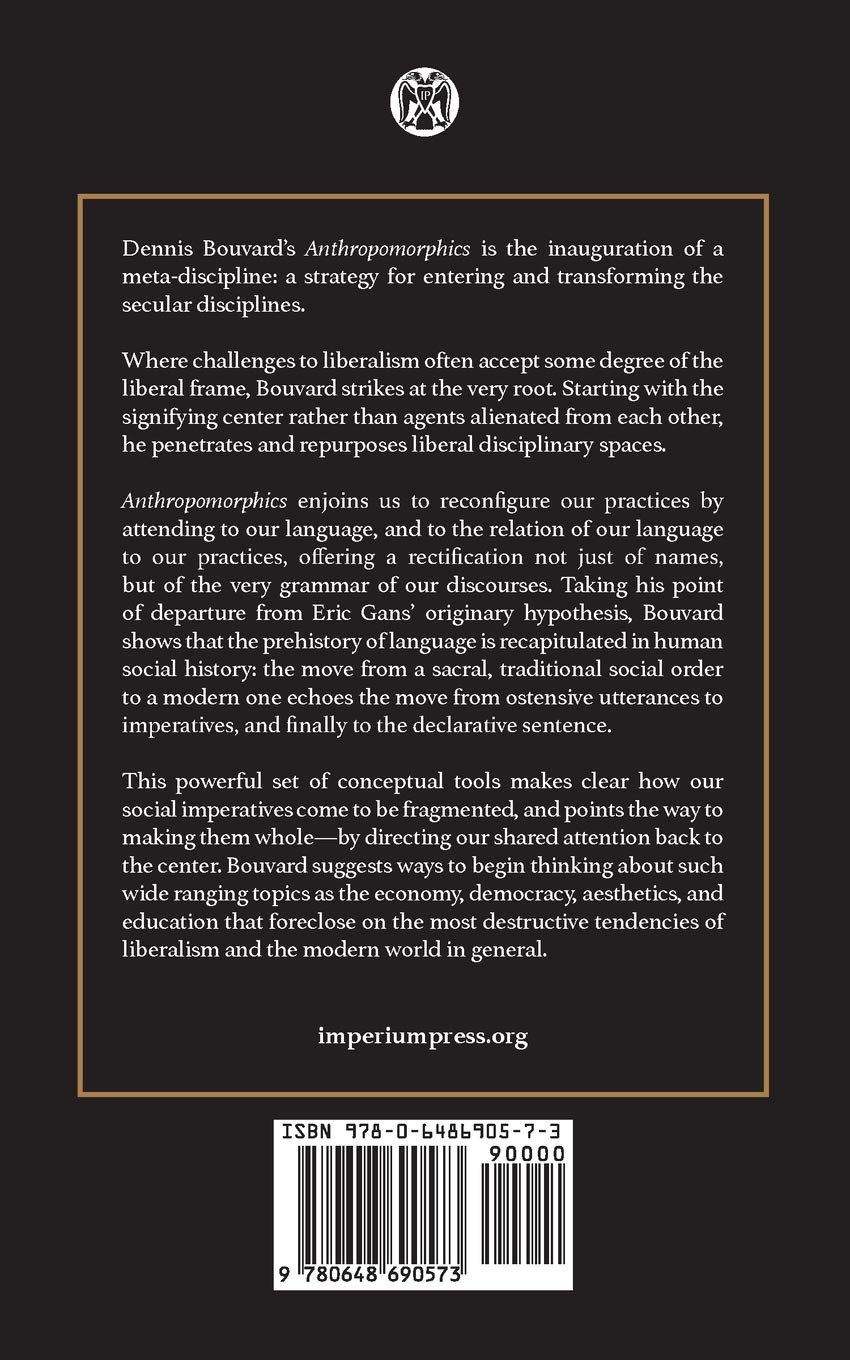 IP
Dennis Bouvard’s Anthropomorphics is the inauguration of a
meta-discipline: a strategy for entering and transforming the
secular disciplines.
Where challenges to liberalism often accept some degree of the
liberal frame, Bouvard strikes at the very root. Starting with the
signifying center rather than agents alienated from each other,
he penetrates and repurposes liberal disciplinary spaces.
Anthropomorphics enjoins us to reconfigure our practices by
attending to our language, and to the relation of our language
to our practices, offering a rectification not just of names,
but of the very grammar of our discourses. Taking his point
of departure from Eric Gans’ originary hypothesis, Bouvard
shows that the prehistory of language is recapitulated in human
social history: the move from a sacral, traditional social order
to a modern one echoes the move from ostensive utterances to
imperatives, and finally to the declarative sentence.
This powerful set of conceptual tools makes clear how our
social imperatives come to be fragmented, and points the way to
making them whole—by directing our shared attention back to
the center. Bouvard suggests ways to begin thinking about such
wide ranging topics as the economy, democracy, aesthetics, and
education that foreclose on the most destructive tendencies of
liberalism and the modern world in general.
imperiumpress.org
ISBN 978-0-6486905-7-3
90000
9 780648 690573